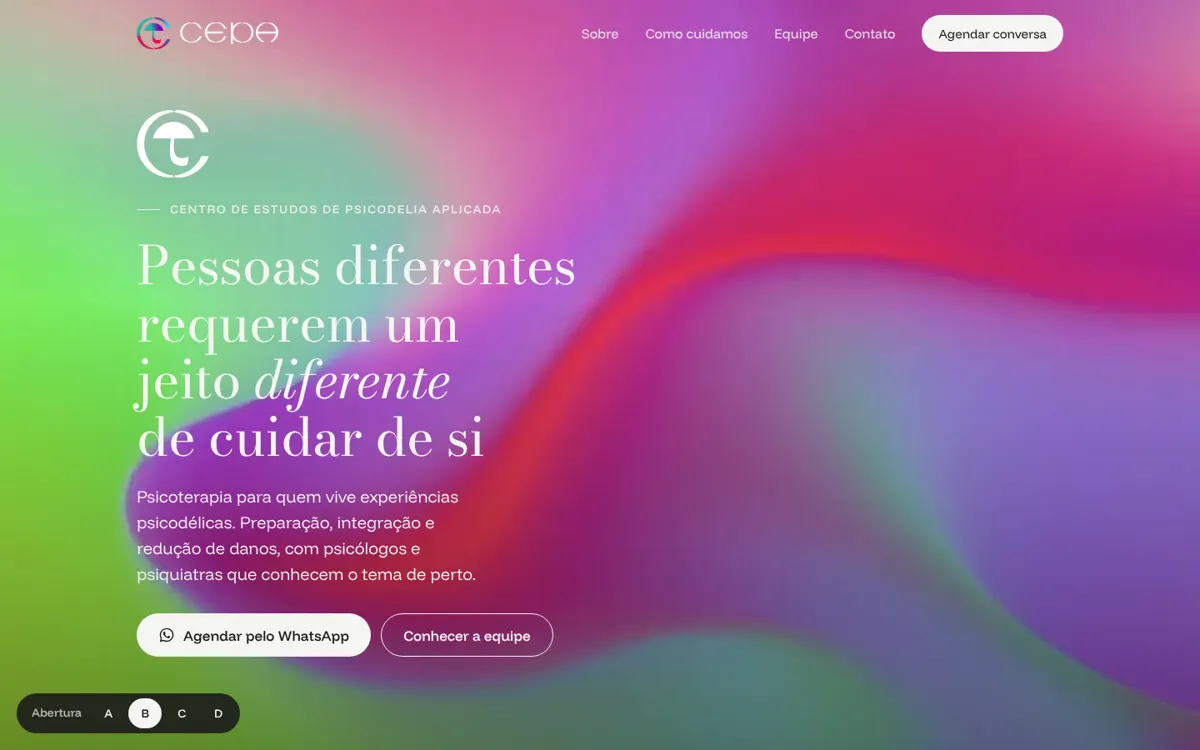 cepa
Sobre
Como cuidamos
Equipe
Contato
Agendar conversa
CENTRO DE ESTUDOS DE PSICODELIA APLICADA
Pessoas diferentes
requerem um
jeito diferente
de cuidar de si
Psicoterapia para quem vive experiências
psicodélicas. Preparação, integração e
redução de danos, com psicólogos e
psiquiatras que conhecem o tema de perto.
Agendar pelo WhatsApp
Conhecer a equipe
Abertura
A
B
C
D